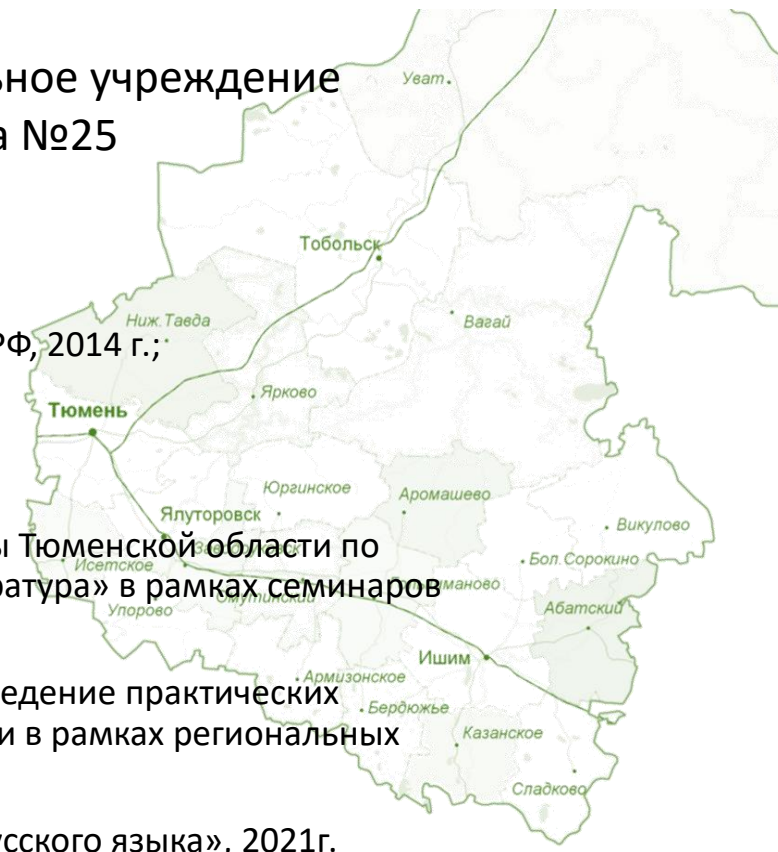 ьное учреждение
Уват
а №25
Тобольск
Ниж.Тавда
Вагай
РФ, 2014 г.;
Ярково
Тюмень
Юргинское
Аромашево
Ялуторовск
Викулово
ы Тюменской области по
Исетское
Бол.Сорокино
ратура» в рамках семинаров
Упорово
Омутинский
Абатский
Ишим
Армизонское
едение практических
Бердюжье
и в рамках региональных
Казанское
Сладково
усского языка», 2021г.